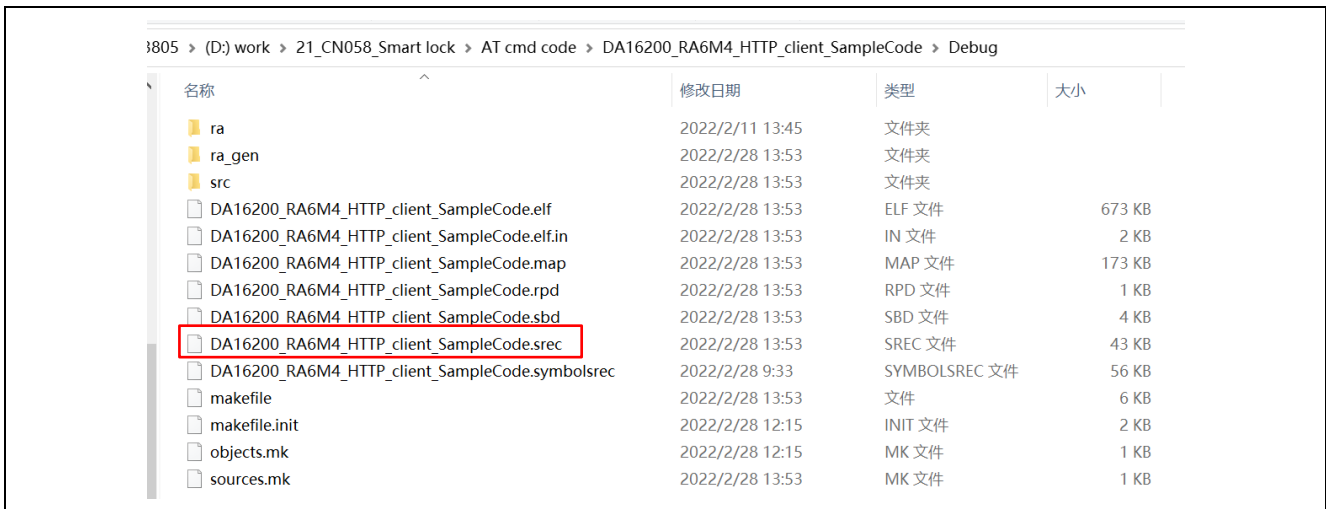 3805 > (D:) work > 21_CN058_Smart lock > AT cmd code > DA16200_RA6M4_HTTP_client_SampleCode > Debug
名称 修改日期 类型 大小
ra 2022/2/11 13:45 文件夹
ra_gen 2022/2/28 13:53 文件夹
src 2022/2/28 13:53 文件夹
DA16200_RA6M4_HTTP_client_SampleCode.elf 2022/2/28 13:53 ELF 文件 673 KB
DA16200_RA6M4_HTTP_client_SampleCode.elf.in 2022/2/28 13:53 IN 文件 2 KB
DA16200_RA6M4_HTTP_client_SampleCode.map 2022/2/28 13:53 MAP 文件 173 KB
DA16200_RA6M4_HTTP_client_SampleCode.rpd 2022/2/28 13:53 RPD 文件 1 KB
DA16200_RA6M4_HTTP_client_SampleCode.sbd 2022/2/28 13:53 SBD 文件 4 KB
DA16200_RA6M4_HTTP_client_SampleCode.srec 2022/2/28 13:53 SREC 文件 43 KB
DA16200_RA6M4_HTTP_client_SampleCode.symbolsrec 2022/2/28 9:33 SYMBOLSREC 文件 56 KB
makefile 2022/2/28 13:53 文件 6 KB
makefile.init 2022/2/28 12:15 INIT 文件 2 KB
objects.mk 2022/2/28 12:15 MK 文件 1 KB
sources.mk 2022/2/28 13:53 MK 文件 1 KB